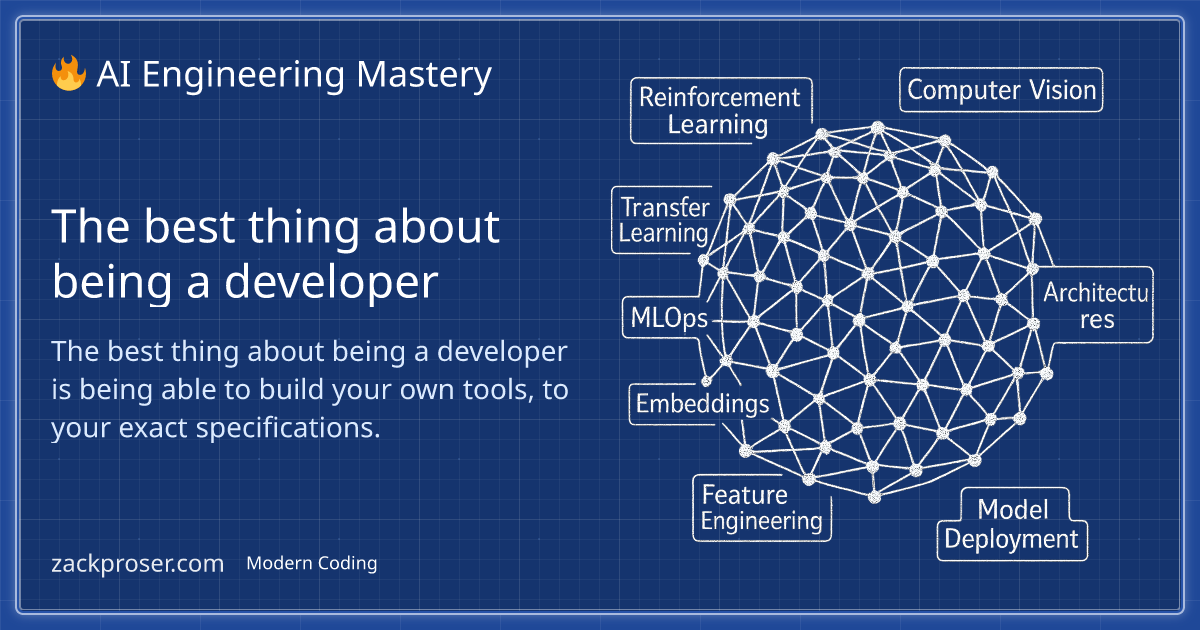 🔥 AI Engineering Mastery
The best thing about
being a developer
The best thing about being a developer
is being able to build your own tools, to
your exact specifications.
zackproser.com Modern Coding
Reinforcement
Learning
Computer Vision
Transfer
Learning
MLOps
Architectu
res
Embeddings
Feature
Engineering
Model
Deployment